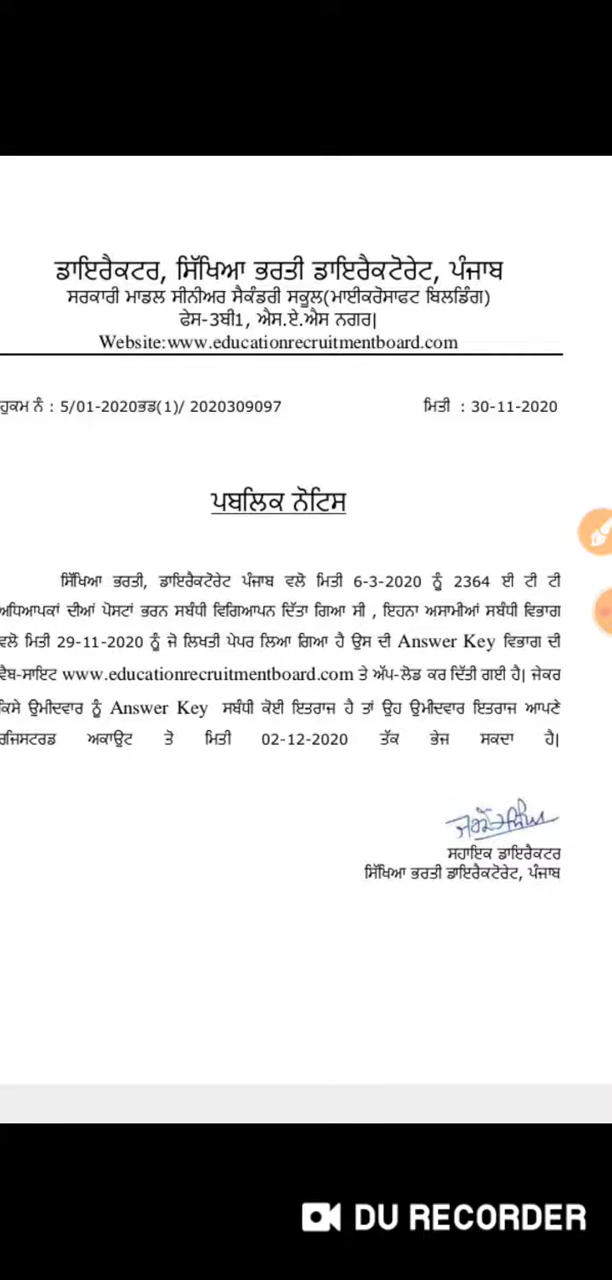 ਡਾਇਰੈਕਟਰ, ਸਿੱਖਿਆ ਭਰਤੀ ਡਾਇਰੈਕਟੋਰੇਟ, ਪੰਜਾਬ
ਸਰਕਾਰੀ ਮਾਡਲ ਸੀਨੀਅਰ ਸੈਕੰਡਰੀ ਸਕੂਲ(ਮਾਈਕਰੋਸਾਫਟ ਬਿਲਡਿੰਗ)
ਫੇਸ-3ਬੀ1, ਐਸ.ਏ.ਐਸ ਨਗਰ|
Website:www.educationrecruitmentboard.com
ਹੁਕਮ ਨੰ : 5/01-2020ਭਡ(1)/ 2020309097 ਮਿਤੀ : 30-11-2020
ਪਬਲਿਕ ਨੋਟਿਸ
ਸਿੱਖਿਆ ਭਰਤੀ, ਡਾਇਰੈਕਟੋਰੇਟ ਪੰਜਾਬ ਵਲੋ ਮਿਤੀ 6-3-2020 ਨੂੰ 2364 ਈ ਟੀ ਟੀ
ਅਧਿਆਪਕਾਂ ਦੀਆਂ ਪੋਸਟਾਂ ਭਰਨ ਸਬੰਧੀ ਵਿਗਿਆਪਨ ਦਿੱਤਾ ਗਿਆ ਸੀ , ਇਹਨਾ ਅਸਾਮੀਆਂ ਸਬੰਧੀ ਵਿਭਾਗ
ਵਲੋ ਮਿਤੀ 29-11-2020 ਨੂੰ ਜੋ ਲਿਖਤੀ ਪੇਪਰ ਲਿਆ ਗਿਆ ਹੈ ਉਸ ਦੀ Answer Key ਵਿਭਾਗ ਦੀ
ਵੈਬ-ਸਾਇਟ www.educationrecruitmentboard.com ਤੇ ਅੱਪ-ਲੋਡ ਕਰ ਦਿੱਤੀ ਗਈ ਹੈ| ਜੇਕਰ
ਕਿਸੇ ਉਮੀਦਵਾਰ ਨੂੰ Answer Key ਸਬੰਧੀ ਕੋਈ ਇਤਰਾਜ ਹੈ ਤਾਂ ਉਹ ਉਮੀਦਵਾਰ ਇਤਰਾਜ ਆਪਣੇ
ਰਜਿਸਟਰਡ ਅਕਾਉਂਟ ਤੋ ਮਿਤੀ 02-12-2020 ਤੱਕ ਭੇਜ ਸਕਦਾ ਹੈ|
ਸਹਾਇਕ ਡਾਇਰੈਕਟਰ
ਸਿੱਖਿਆ ਭਰਤੀ ਡਾਇਰੈਕਟੋਰੇਟ, ਪੰਜਾਬ
DU RECORDER